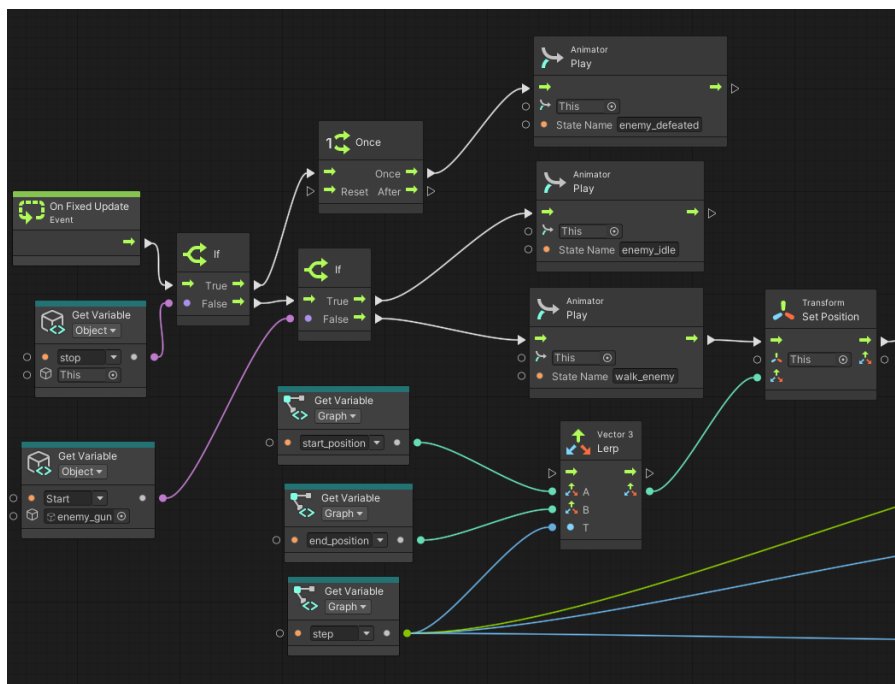 Animator
Play
This
State Name enemy_defeated
1 Once
Once
Reset After
On Fixed Update
Event
If
True
False
Animator
Play
This
State Name enemy_idle
If
True
False
Get Variable
Object
stop
This
Animator
Play
This
State Name walk_enemy
Transform
Set Position
This
Get Variable
Graph
start_position
Vector 3
Lerp
A
B
T
Get Variable
Object
Start
enemy_gun
Get Variable
Graph
end_position
Get Variable
Graph
step